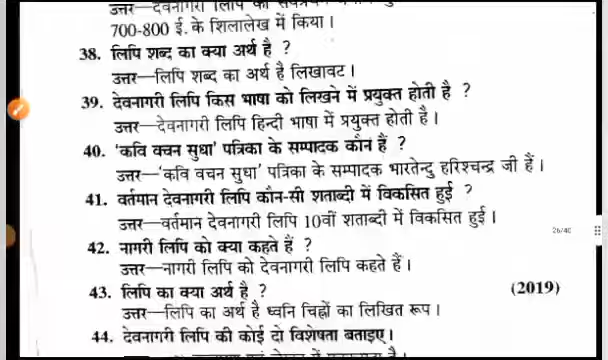 700-800 ई. के शिलालेख में किया।
38. लिपि शब्द का क्या अर्थ है ?
उत्तर—लिपि शब्द का अर्थ है लिखावट।
39. देवनागरी लिपि किस भाषा को लिखने में प्रयुक्त होती है ?
उत्तर—देवनागरी लिपि हिन्दी भाषा में प्रयुक्त होती है।
40. 'कवि वचन सुधा' पत्रिका के सम्पादक कौन हैं ?
उत्तर—'कवि वचन सुधा' पत्रिका के सम्पादक भारतेन्दु हरिश्चन्द्र जी हैं।
41. वर्तमान देवनागरी लिपि कौन-सी शताब्दी में विकसित हुई ?
उत्तर—वर्तमान देवनागरी लिपि 10वीं शताब्दी में विकसित हुई।
26/40
42. नागरी लिपि को क्या कहते हैं ?
उत्तर—नागरी लिपि को देवनागरी लिपि कहते हैं।
43. लिपि का क्या अर्थ है ? (2019)
उत्तर—लिपि का अर्थ है ध्वनि चिह्नों का लिखित रूप।
44. देवनागरी लिपि की कोई दो विशेषता बताइए।